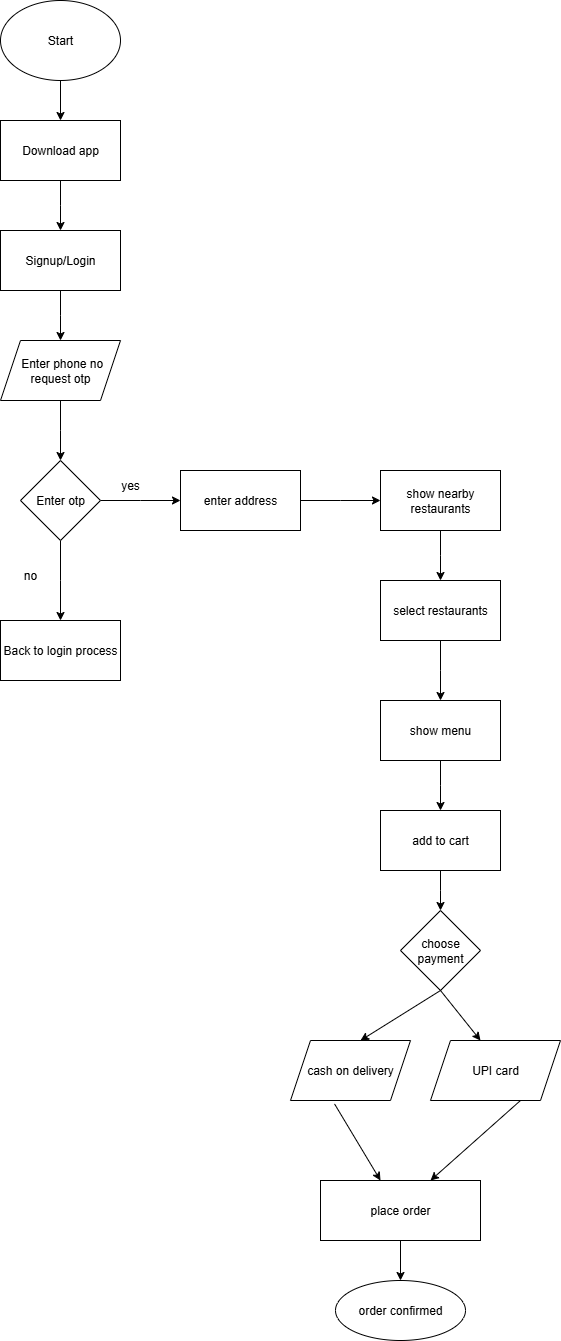 Start
Download app
Signup/Login
Enter phone no
request otp
Enter otp
yes
enter address
show nearby
restaurants
no
Back to login process
select restaurants
show menu
add to cart
choose
payment
cash on delivery
UPI card
place order
order confirmed